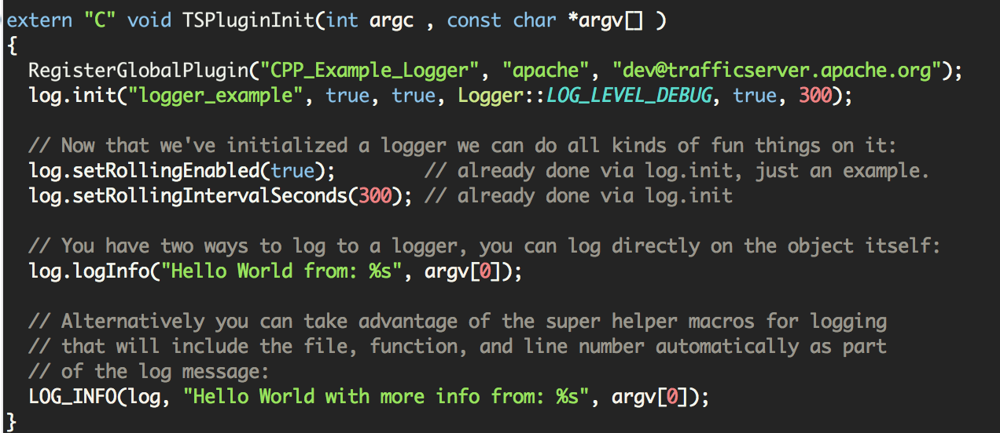 extern "C" void TSPluginInit(int argc , const char *argv[] )
{
  RegisterGlobalPlugin("CPP_Example_Logger", "apache", "dev@trafficserver.apache.org");
  log.init("logger_example", true, true, Logger::LOG_LEVEL_DEBUG, true, 300);

  // Now that we've initialized a logger we can do all kinds of fun things on it:
  log.setRollingEnabled(true);        // already done via log.init, just an example.
  log.setRollingIntervalSeconds(300); // already done via log.init

  // You have two ways to log to a logger, you can log directly on the object itself:
  log.logInfo("Hello World from: %s", argv[0]);

  // Alternatively you can take advantage of the super helper macros for logging
  // that will include the file, function, and line number automatically as part
  // of the log message:
  LOG_INFO(log, "Hello World with more info from: %s", argv[0]);
}